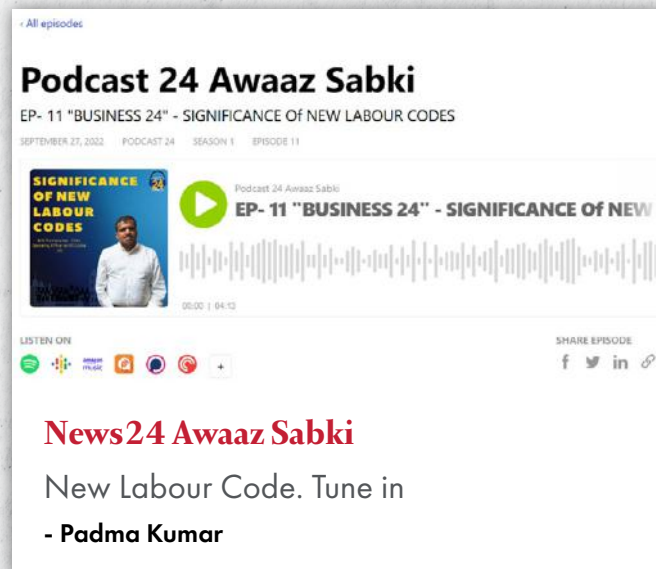 ‹ All episodes
Podcast 24 Awaaz Sabki
EP- 11 "BUSINESS 24" - SIGNIFICANCE Of NEW LABOUR CODES
SEPTEMBER 27, 2022 PODCAST 24 SEASON 1 EPISODE 11
SIGNIFICANCE
OF NEW
LABOUR
CODES
Podcast 24 Awaaz Sabki
EP- 11 "BUSINESS 24" - SIGNIFICANCE Of NEW
00:00 | 04:13
LISTEN ON
SHARE EPISODE
amazon
music
+
News24 Awaaz Sabki
New Labour Code. Tune in
- Padma Kumar